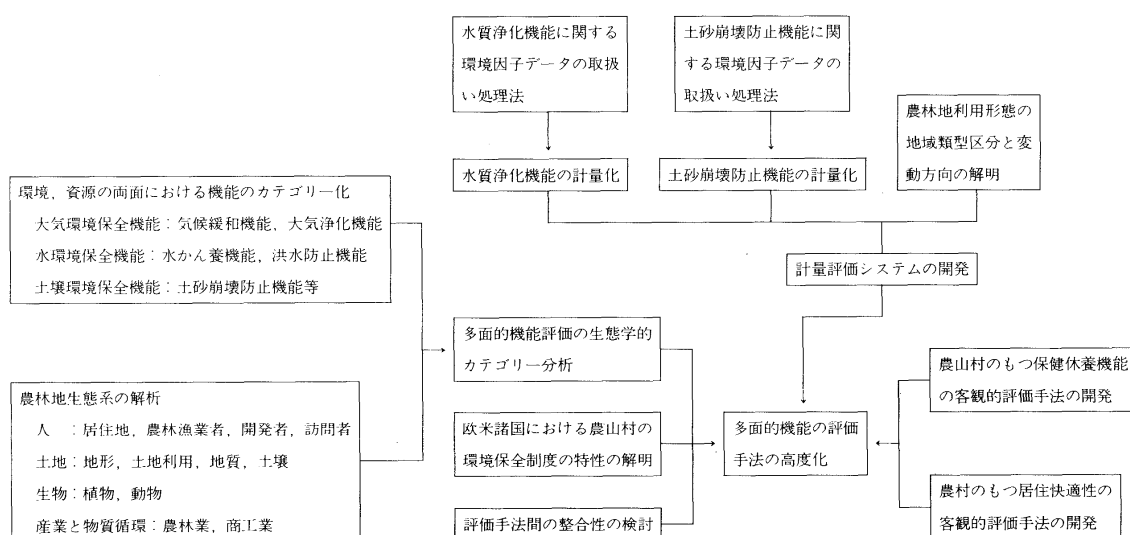 水質浄化機能に関する
環境因子データの取扱
い処理法
土砂崩壊防止機能に関
する環境因子データの
取扱い処理法
農林地利用形態の
地域類型区分と変
動方向の解明
水質浄化機能の計量化
土砂崩壊防止機能の計量化
環境，資源の両面における機能のカテゴリー化
大気環境保全機能：気候緩和機能，大気浄化機能
水環境保全機能：水かん養機能，洪水防止機能
土壌環境保全機能：土砂崩壊防止機能等
計量評価システムの開発
多面的機能評価の生態学的
カテゴリー分析
農林地生態系の解析
人　：居住地，農林漁業者，開発者，訪問者
土地：地形，土地利用，地質，土壌
生物：植物，動物
産業と物質循環：農林業，商工業
欧米諸国における農山村の
環境保全制度の特性の解明
評価手法間の整合性の検討
多面的機能の評価
手法の高度化
農山村のもつ保健休養機能
の客観的評価手法の開発
農村のもつ居住快適性の
客観的評価手法の開発